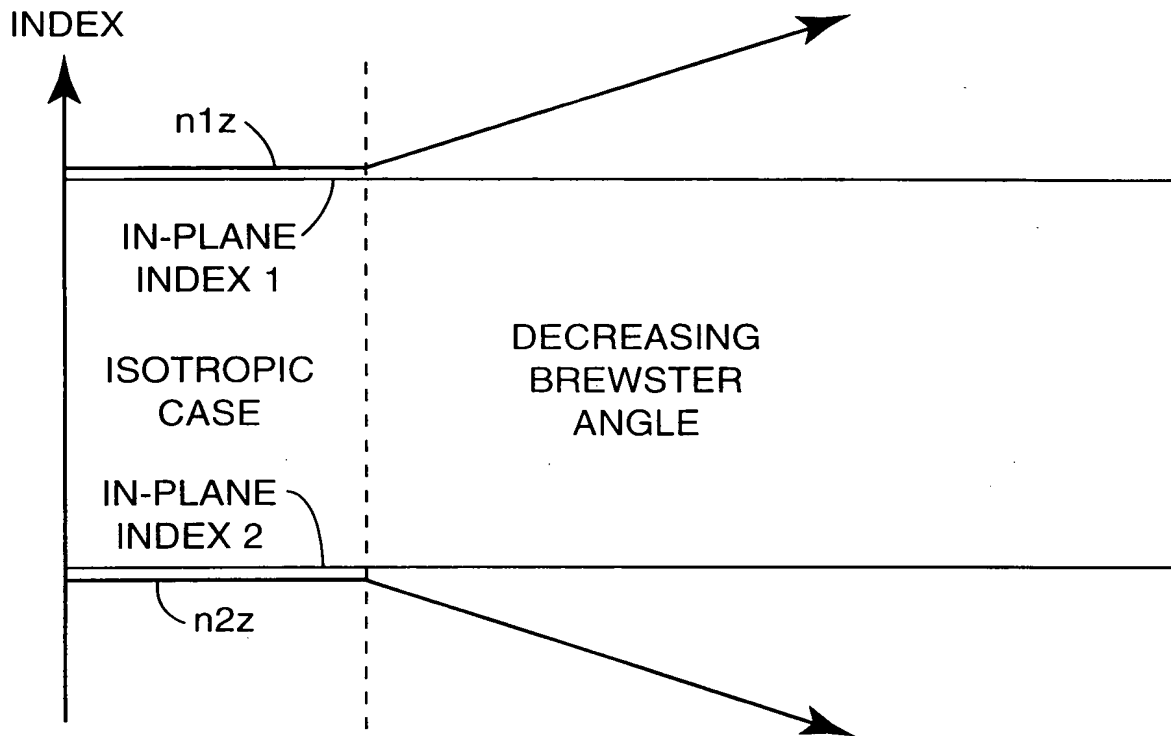 INDEX
n1z
IN-PLANE
INDEX 1
ISOTROPIC
CASE
DECREASING
BREWSTER
ANGLE
IN-PLANE
INDEX 2
n2z